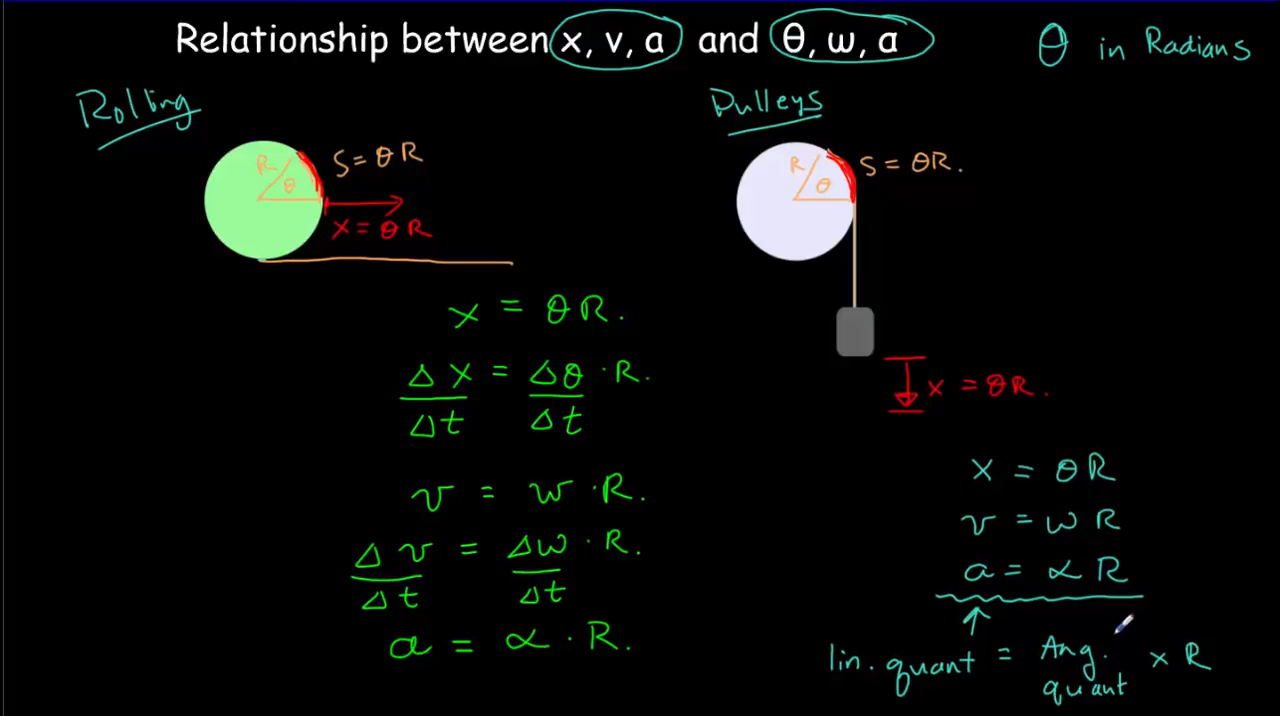 Relationship between x, v, a and θ, ω, α
θ in Radians
Rolling
R
θ
S = θR
x = θR
x = θR.
Δx = Δθ · R.
Δt Δt
v = ω · R.
Δv = Δω · R.
Δt Δt
a = α · R.
Pulleys
R
θ
S = θR.
x = θR.
x = θR
v = ωR
a = αR
lin. quant = Ang. quant × R